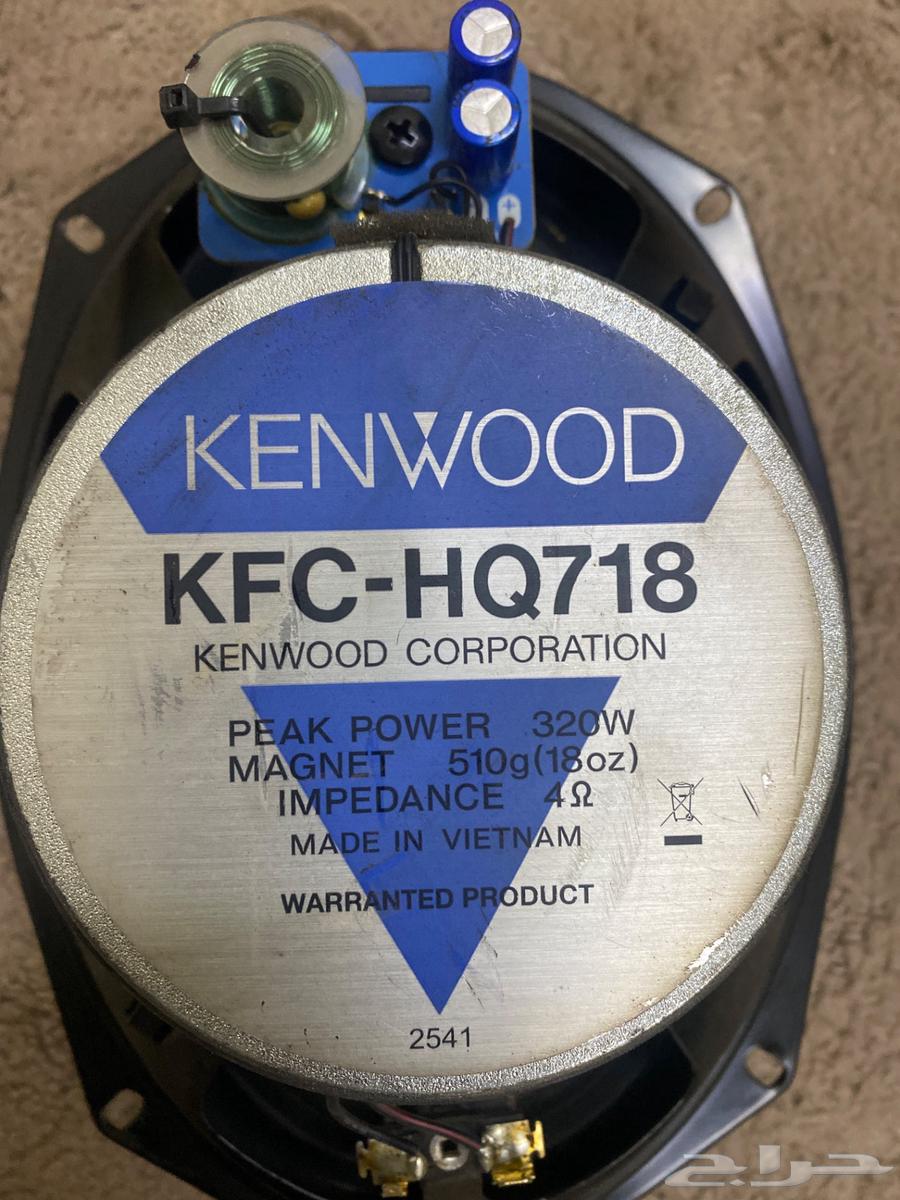 +
KENWOOD
KFC-HQ718
KENWOOD CORPORATION
PEAK POWER 320W
MAGNET 510g(18oz)
IMPEDANCE 4Ω
MADE IN VIETNAM
WARRANTED PRODUCT
2541
حراج